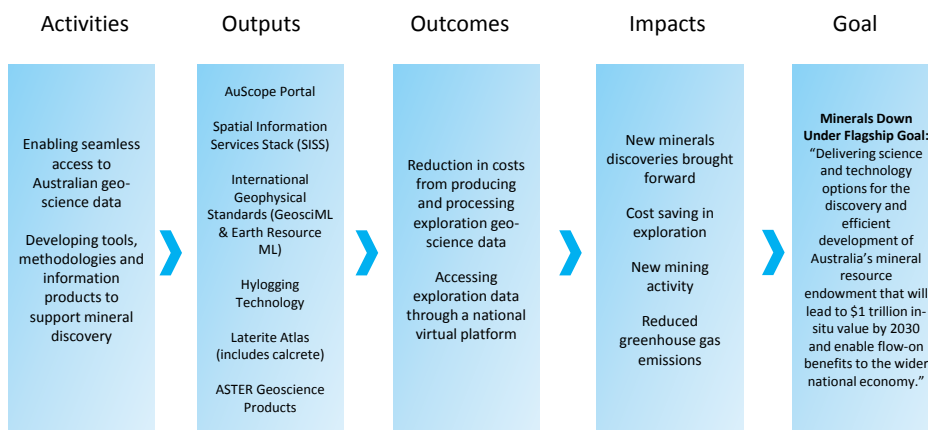 Activities
Outputs
Outcomes
Impacts
Goal
Enabling seamless
access to
Australian geo-
science data
Developing tools,
methodologies and
information
products to
support mineral
discovery
AuScope Portal
Spatial Information
Services Stack (SISS)
International
Geophysical
Standards (GeosciML
& Earth Resource
ML)
Hylogging
Technology
Laterite Atlas
(includes calcrete)
ASTER Geoscience
Products
Reduction in costs
from producing
and processing
exploration geo-
science data
Accessing
exploration data
through a national
virtual platform
New minerals
discoveries brought
forward
Cost saving in
exploration
New mining
activity
Reduced
greenhouse gas
emissions
Minerals Down
Under Flagship Goal:
“Delivering science
and technology
options for the
discovery and
efficient
development of
Australia’s mineral
resource
endowment that will
lead to $1 trillion in-
situ value by 2030
and enable flow-on
benefits to the wider
national economy.”